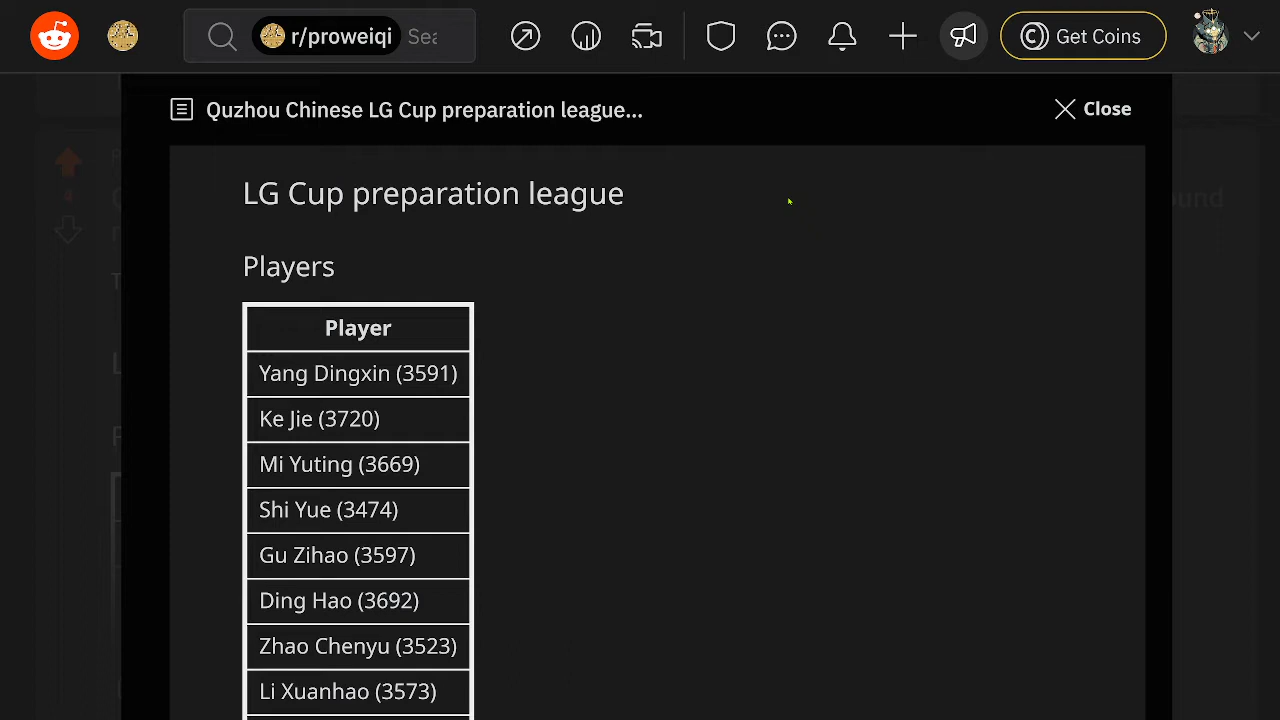 r/proweiqi Sea
Get Coins
Quzhou Chinese LG Cup preparation league...
Close
LG Cup preparation league
Players
Player
Yang Dingxin (3591)
Ke Jie (3720)
Mi Yuting (3669)
Shi Yue (3474)
Gu Zihao (3597)
Ding Hao (3692)
Zhao Chenyu (3523)
Li Xuanhao (3573)